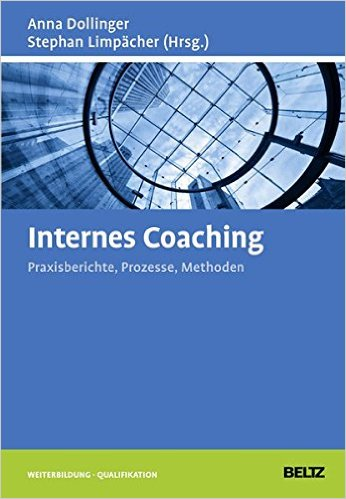 Anna Dollinger
Stephan Limpächer (Hrsg.)
Internes Coaching
Praxisberichte, Prozesse, Methoden
WEITERBILDUNG · QUALIFIKATION
BELTZ